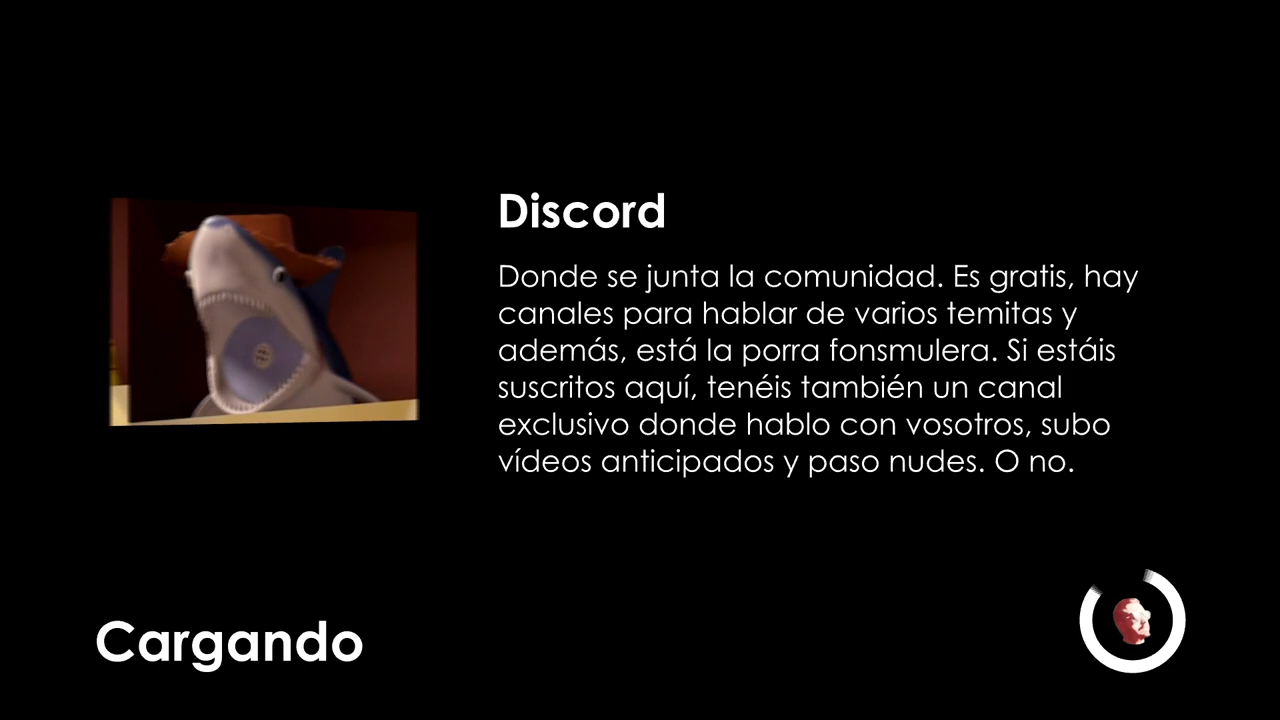 Discord
Donde se junta la comunidad. Es gratis, hay
canales para hablar de varios temitas y
además, está la porra fonsmulera. Si estáis
suscritos aquí, tenéis también un canal
exclusivo donde hablo con vosotros, subo
vídeos anticipados y paso nudes. O no.
Cargando